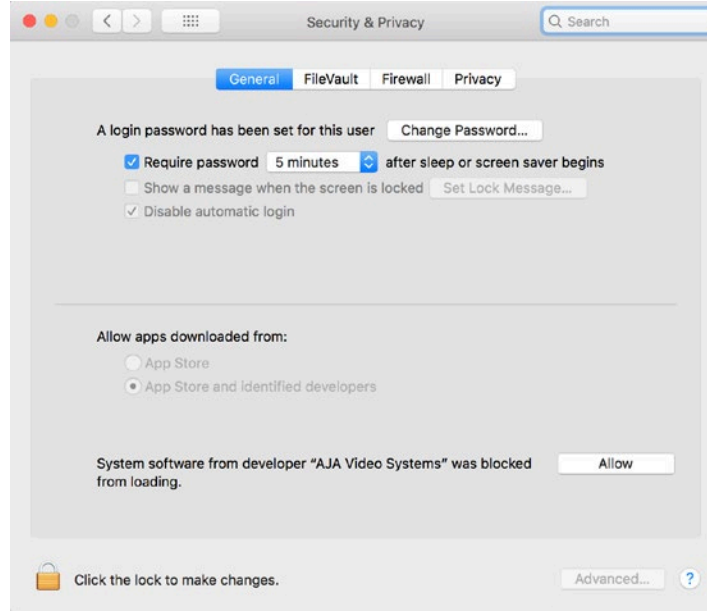 Security & Privacy
Search
General FileVault Firewall Privacy
A login password has been set for this user Change Password...
Require password 5 minutes after sleep or screen saver begins
Show a message when the screen is locked Set Lock Message...
Disable automatic login
Allow apps downloaded from:
App Store
App Store and identified developers
System software from developer “AJA Video Systems” was blocked Allow
from loading.
Click the lock to make changes. Advanced... ?